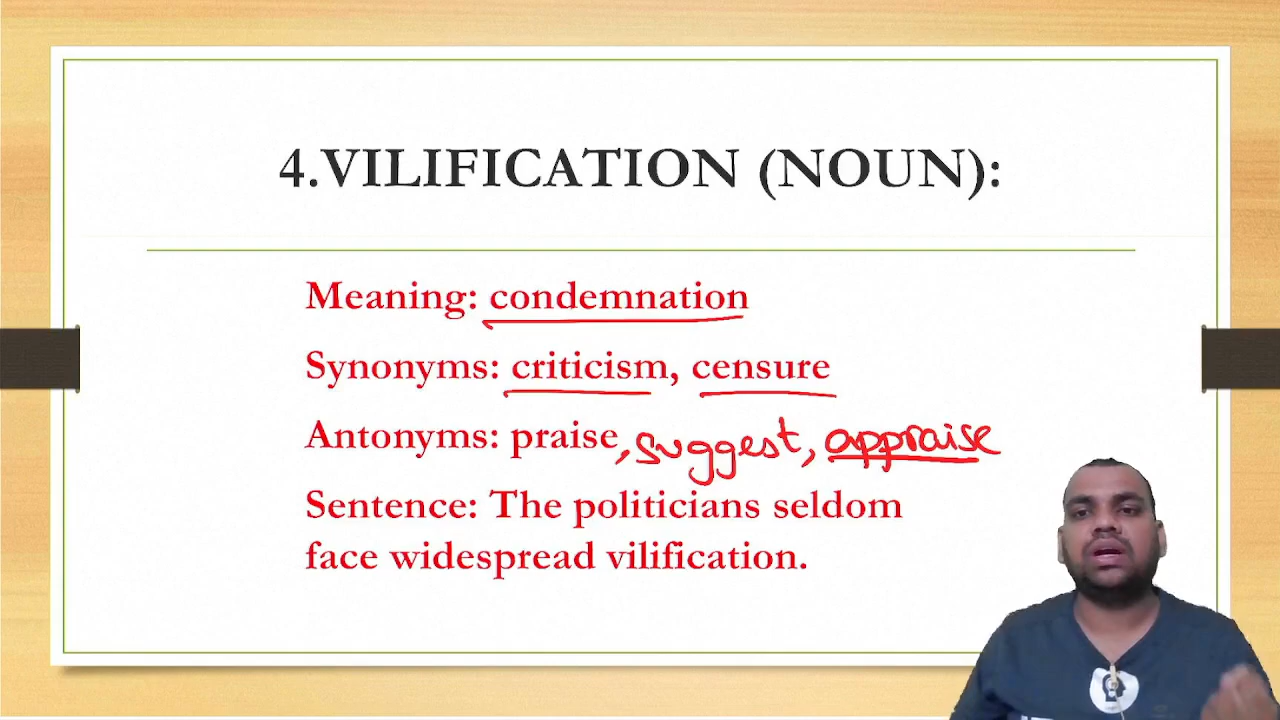 4.VILIFICATION (NOUN):
Meaning: condemnation
Synonyms: criticism, censure
Antonyms: praise, suggest, appraise
Sentence: The politicians seldom
face widespread vilification.